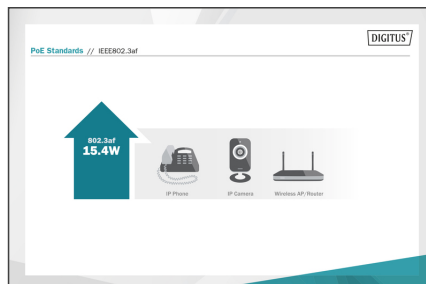 DIGITUS®
PoE Standards // IEEE802.3af
802.3af
15.4W
IP Phone IP Camera Wireless AP/Router